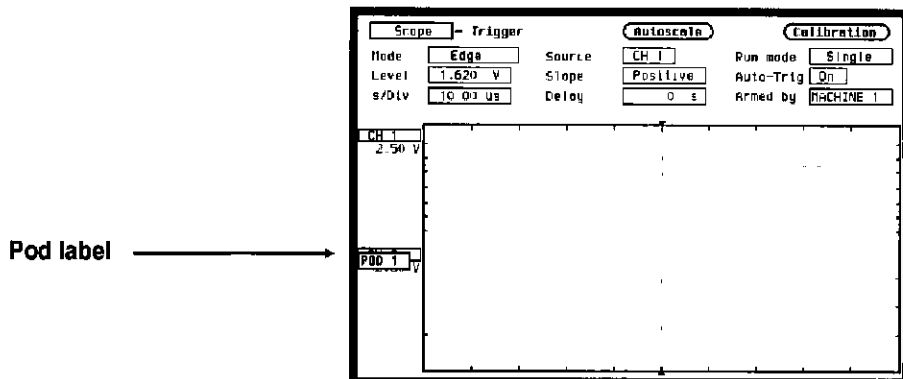 Scope - Trigger Autoscale Calibration
Mode Edge Source CH 1 Run mode Single
Level 1.620 V Slope Positive Auto-Trig On
s/Div 10.00 us Delay 0 s Armed by MACHINE 1
CH 1
2.50 V
Pod label
POD 1
V